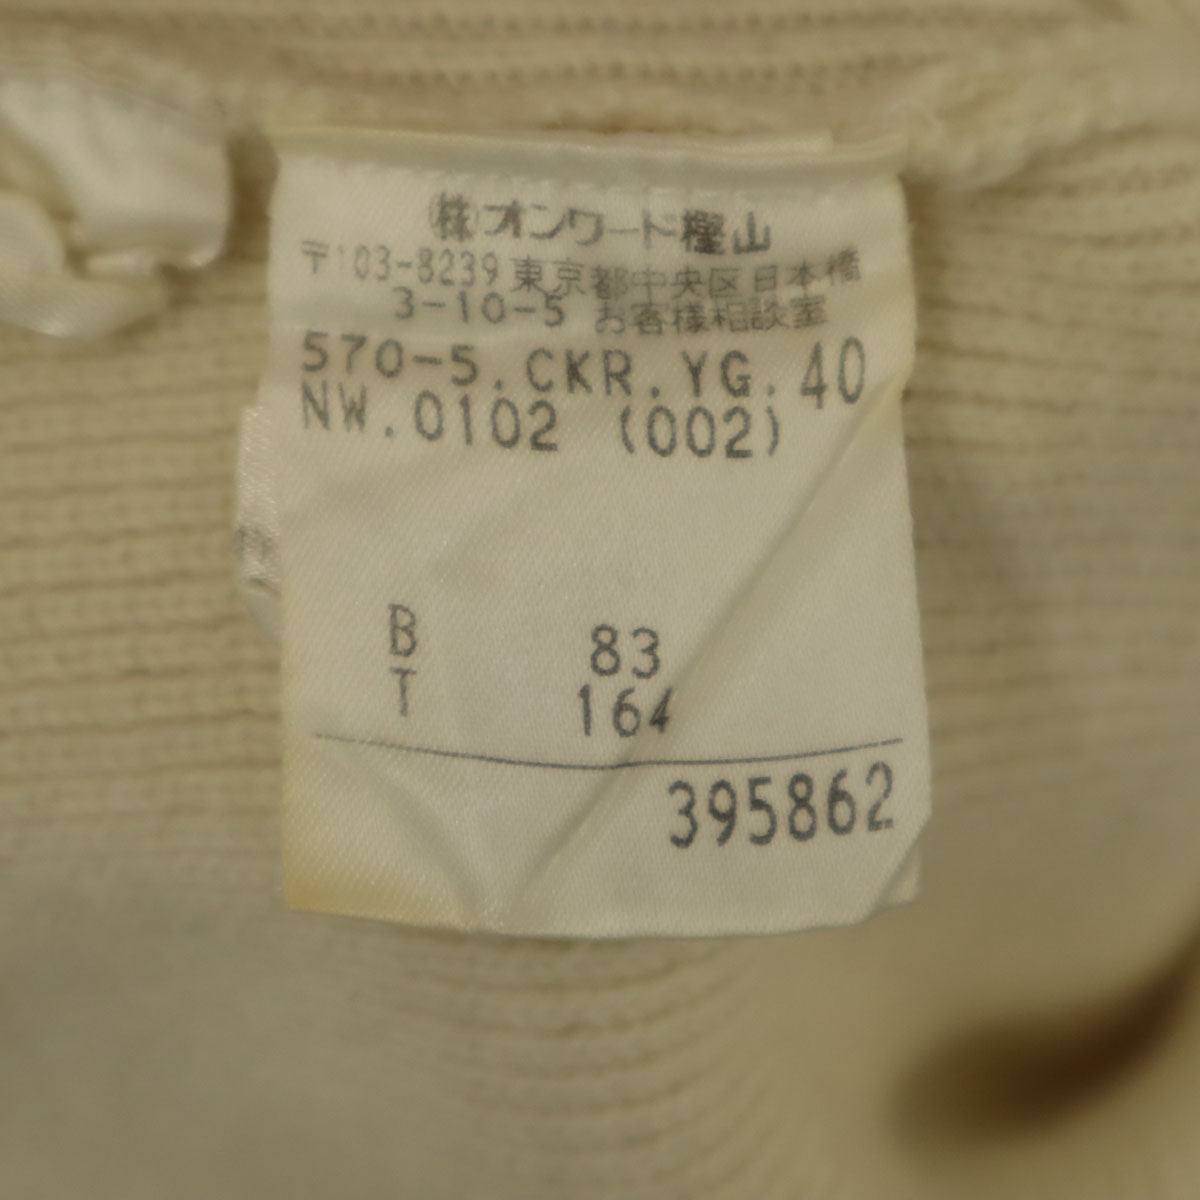 (株)オンワード樫山
〒103-8239 東京都中央区日本橋
3-10-5 お客様相談室
570-5.CKR.YG.40
NW.0102 (002)
B 83
T 164
395862